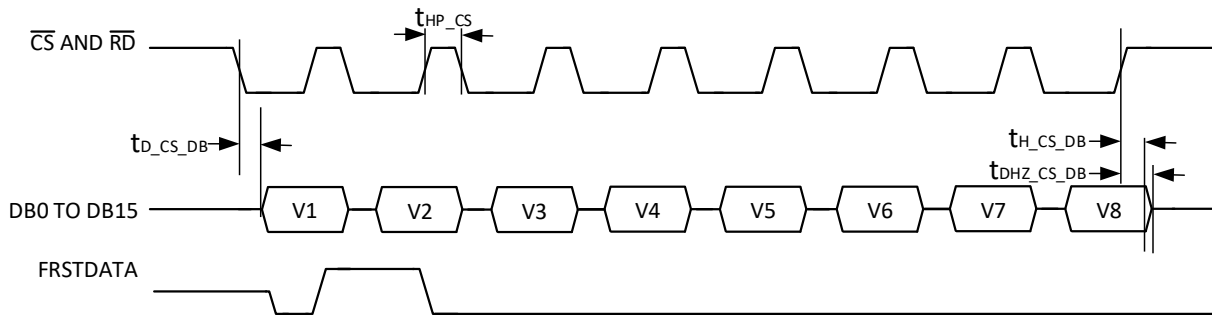 tHP_CS
CS AND RD
tD_CS_DB
tH_CS_DB
tDHZ_CS_DB
DB0 TO DB15
V1 V2 V3 V4 V5 V6 V7 V8
FRSTDATA